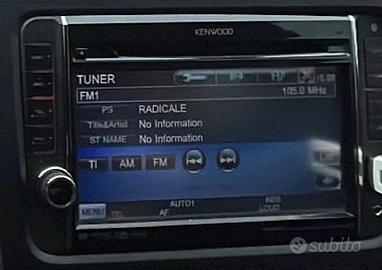 KENWOOD
TUNER
FM1 105.0 MHz
PS RADICALE
Title&Artist No Information
ST NAME No Information
TI AM FM
AUTO1
MENU TEL AF LOUD
subito